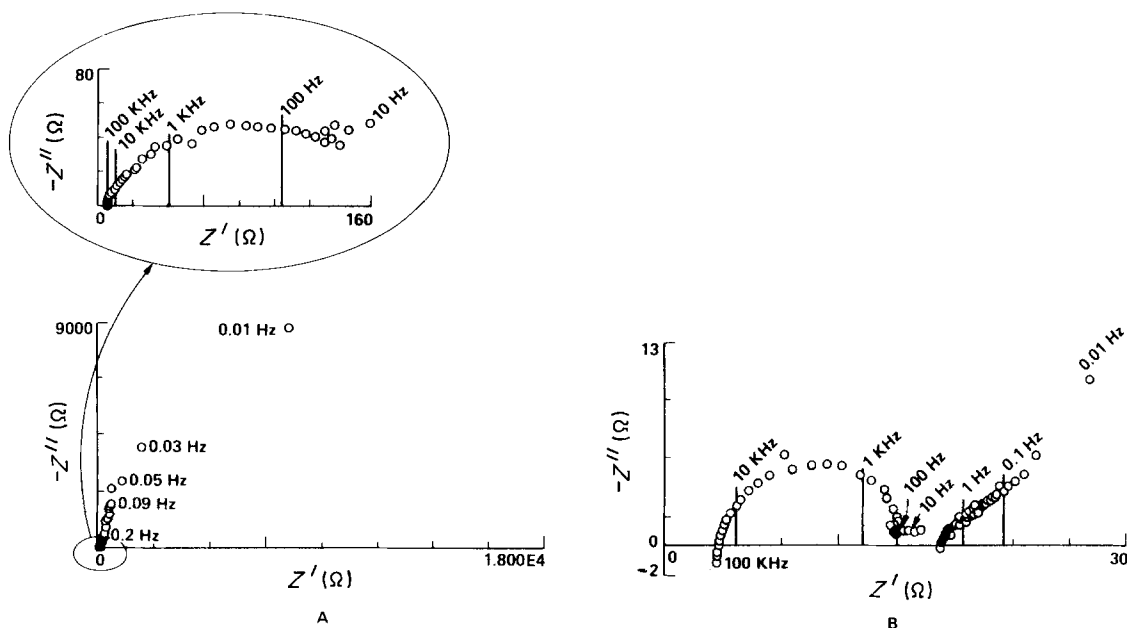 80
−Z′′ (Ω)
100 KHz
10 KHz
1 KHz
100 Hz
10 Hz
0
160
Z′ (Ω)
9000
−Z′′ (Ω)
0.01 Hz
0.03 Hz
0.05 Hz
0.09 Hz
0.2 Hz
0
0
1.800E4
Z′ (Ω)
A
13
−Z′′ (Ω)
0
−2
10 KHz
1 KHz
100 Hz
10 Hz
1 Hz
0.1 Hz
0.01 Hz
0
100 KHz
30
Z′ (Ω)
B